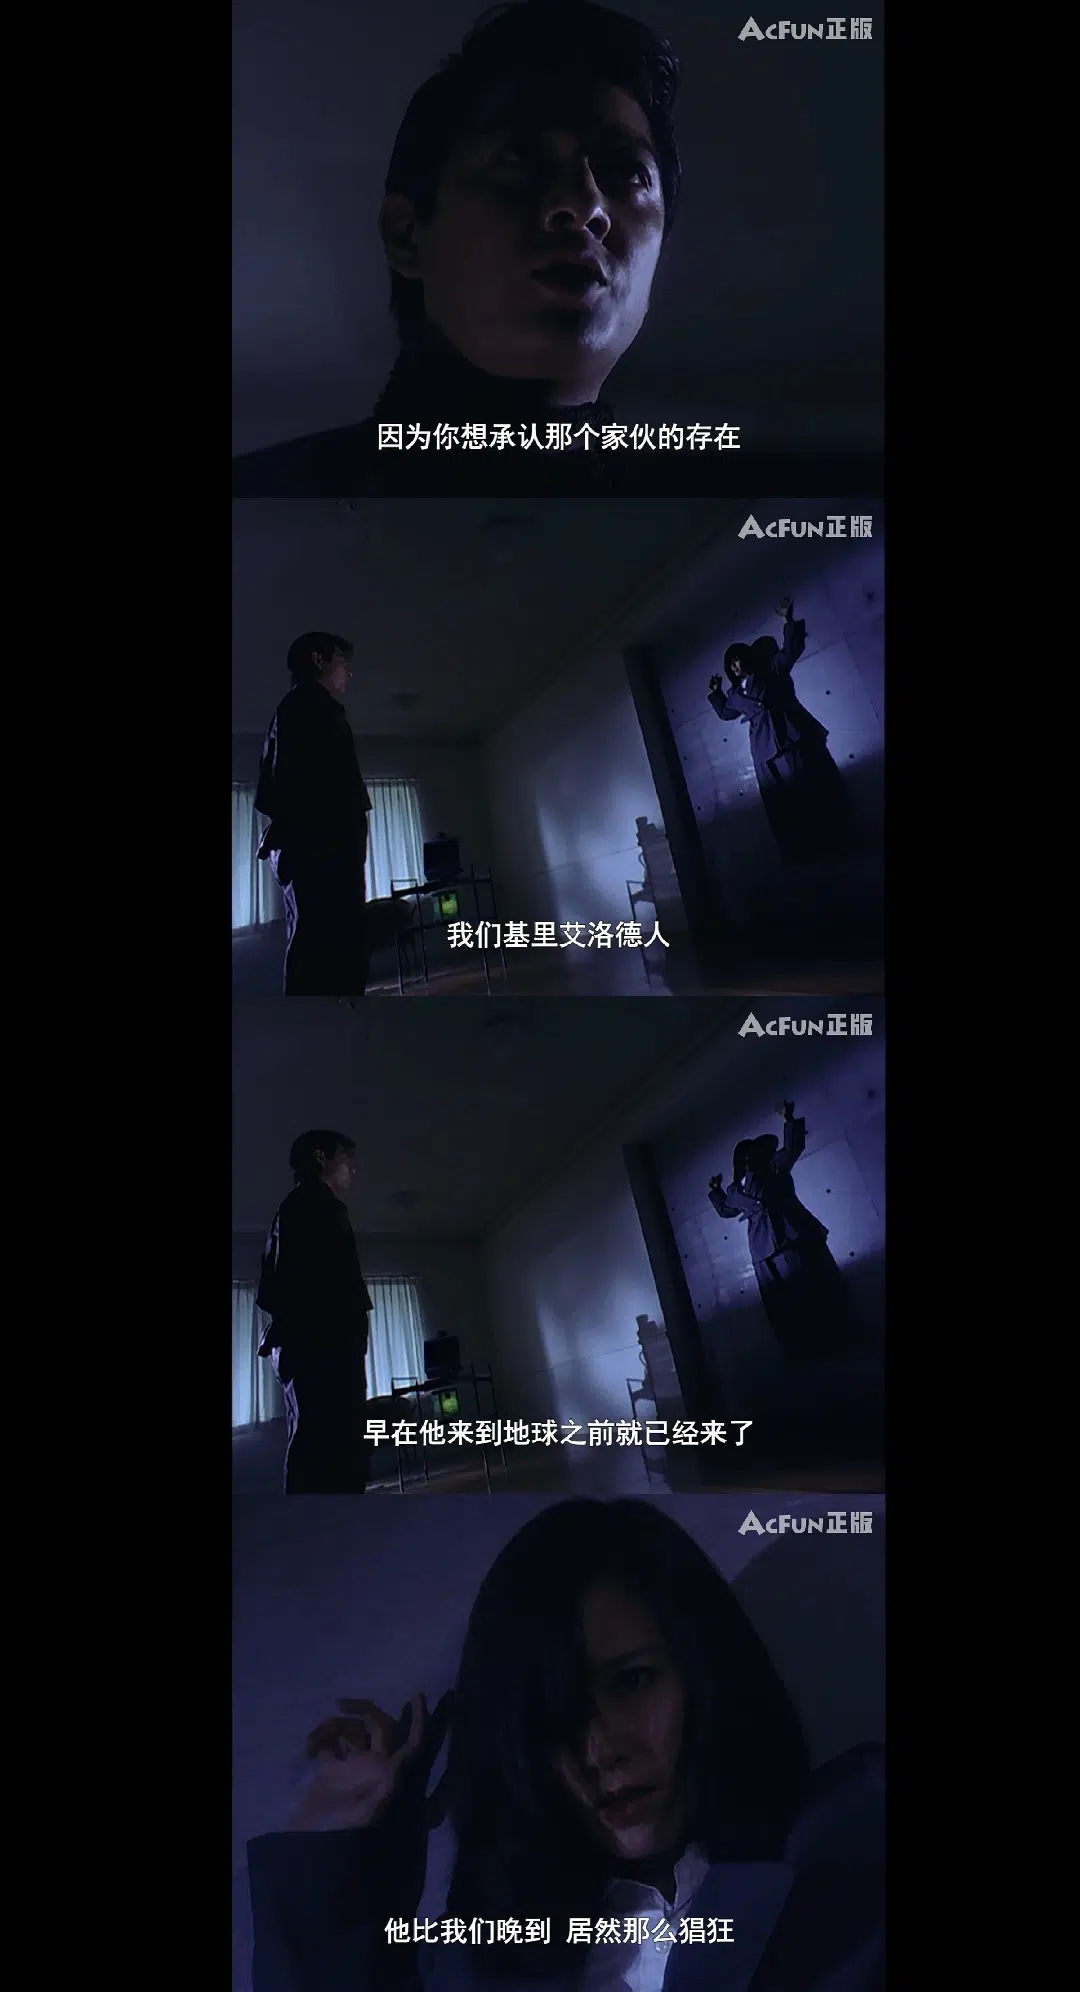 AcFun正版
因为你想承认那个家伙的存在
AcFun正版
我们基里艾洛德人
AcFun正版
早在他来到地球之前就已经来了
AcFun正版
他比我们晚到 居然那么猖狂